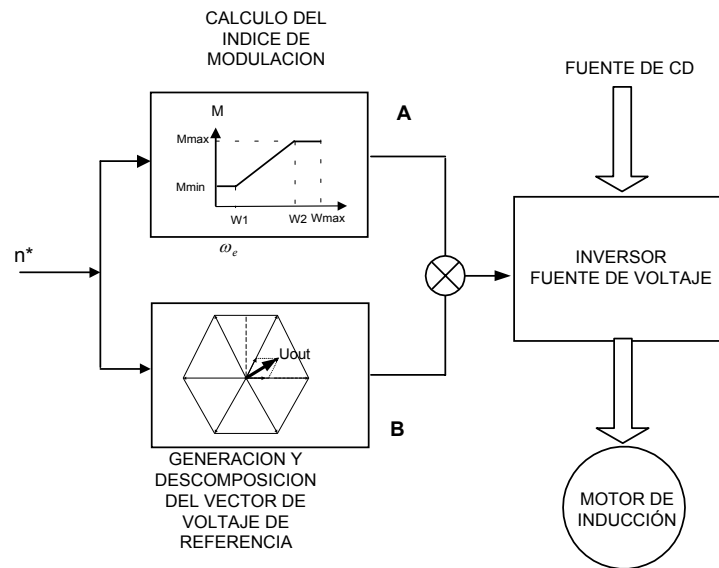 CALCULO DEL
INDICE DE
MODULACION
FUENTE DE CD
M
A
Mmax
Mmin
W1
W2
Wmax
ωe
n*
INVERSOR
FUENTE DE VOLTAJE
Uout
B
GENERACION Y
DESCOMPOSICION
DEL VECTOR DE
VOLTAJE DE
REFERENCIA
MOTOR DE
INDUCCIÓN